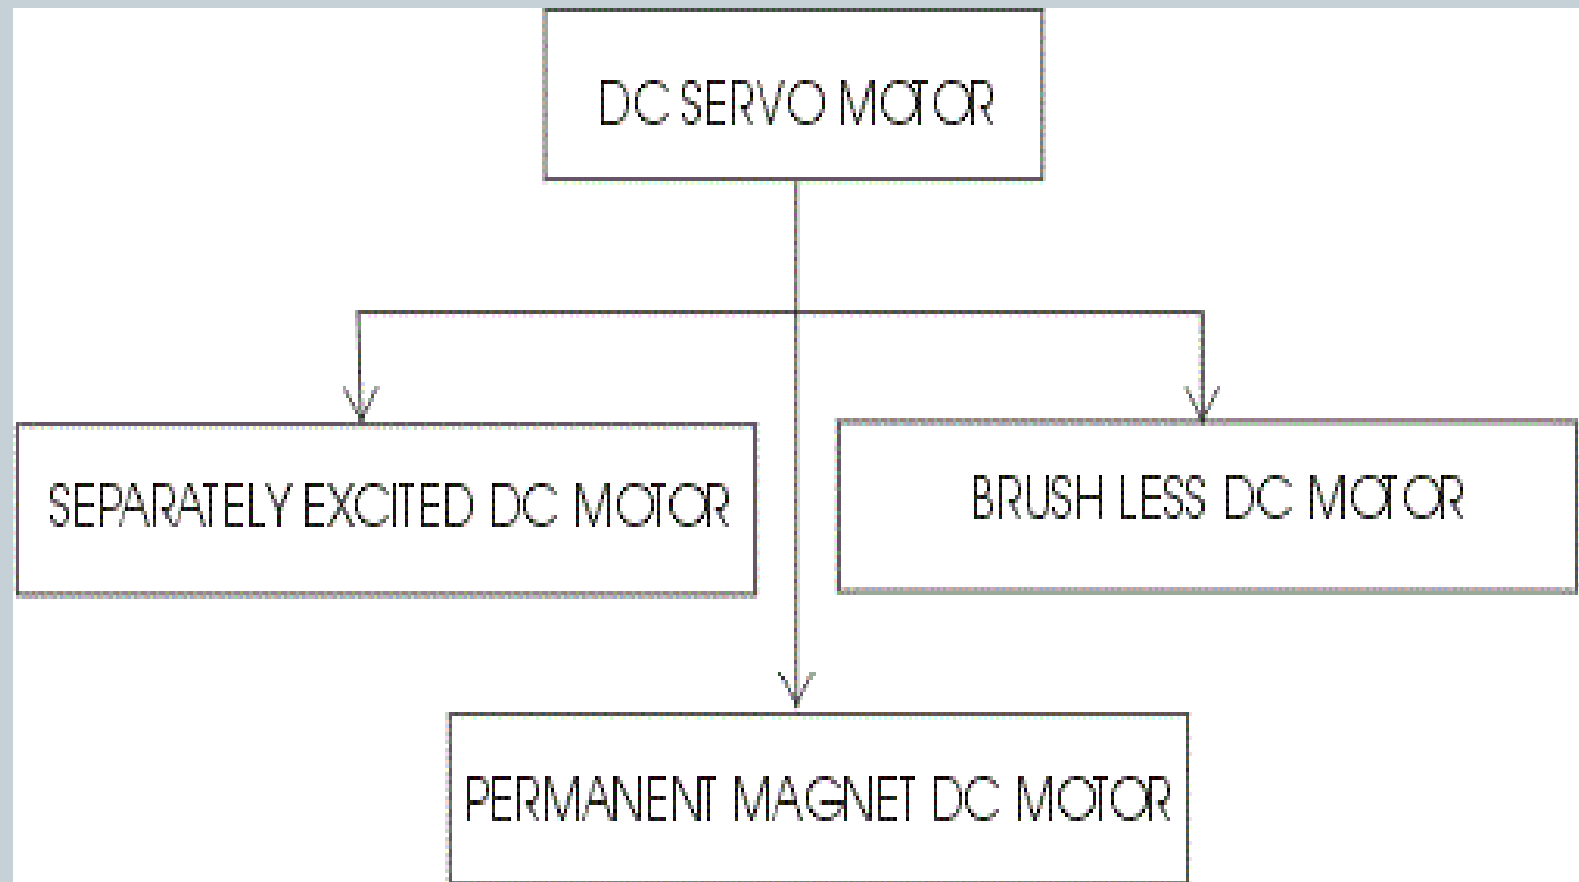 DC SERVO MOTOR
SEPARATELY EXCITED DC MOTOR
BRUSH LESS DC MOTOR
PERMANENT MAGNET DC MOTOR